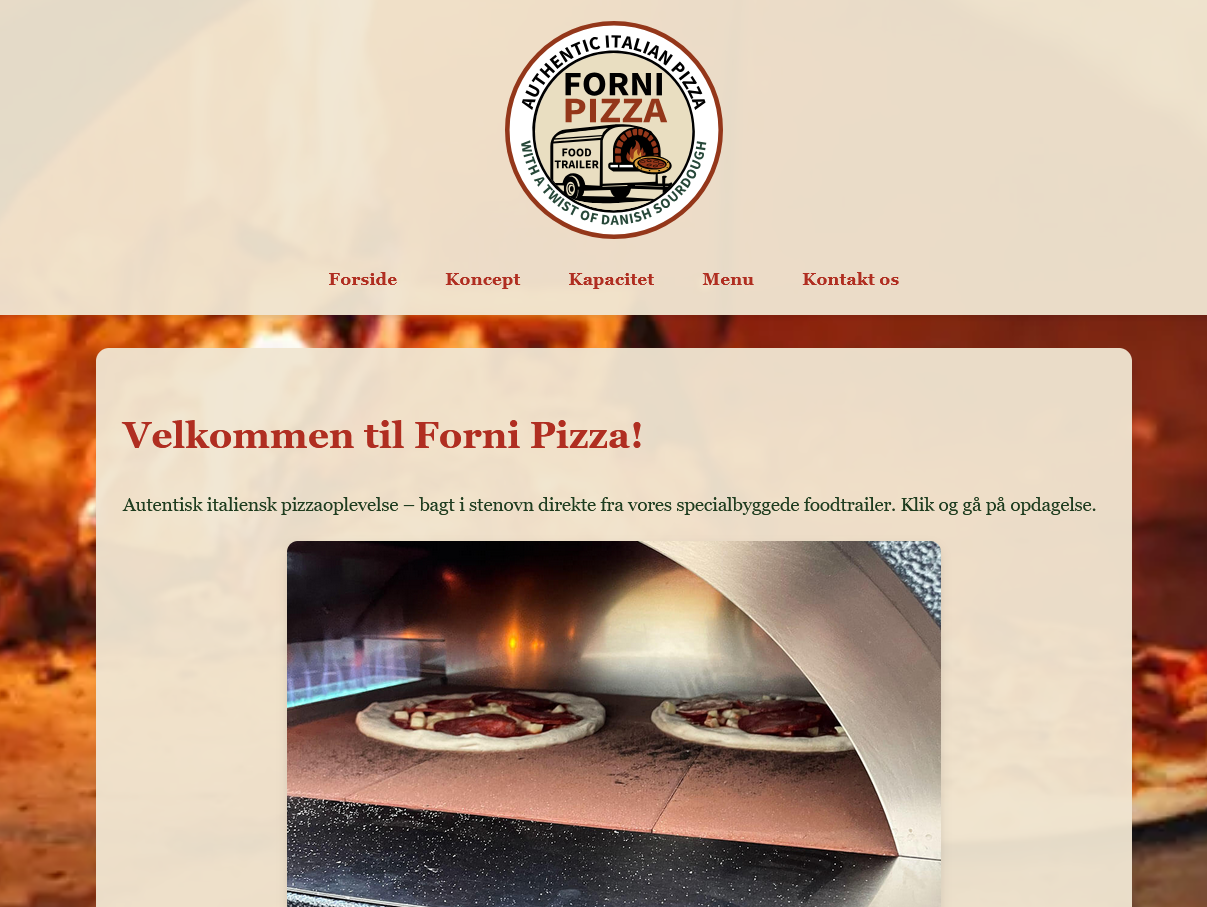 AUTHENTIC ITALIAN PIZZA
FORNI
PIZZA
FOOD
TRAILER
WITH A TWIST OF DANISH SOURDOUGH
Forside Koncept Kapacitet Menu Kontakt os
Velkommen til Forni Pizza!
Autentisk italiensk pizzaoplevelse – bagt i stenovn direkte fra vores specialbyggede foodtrailer. Klik og gå på opdagelse.